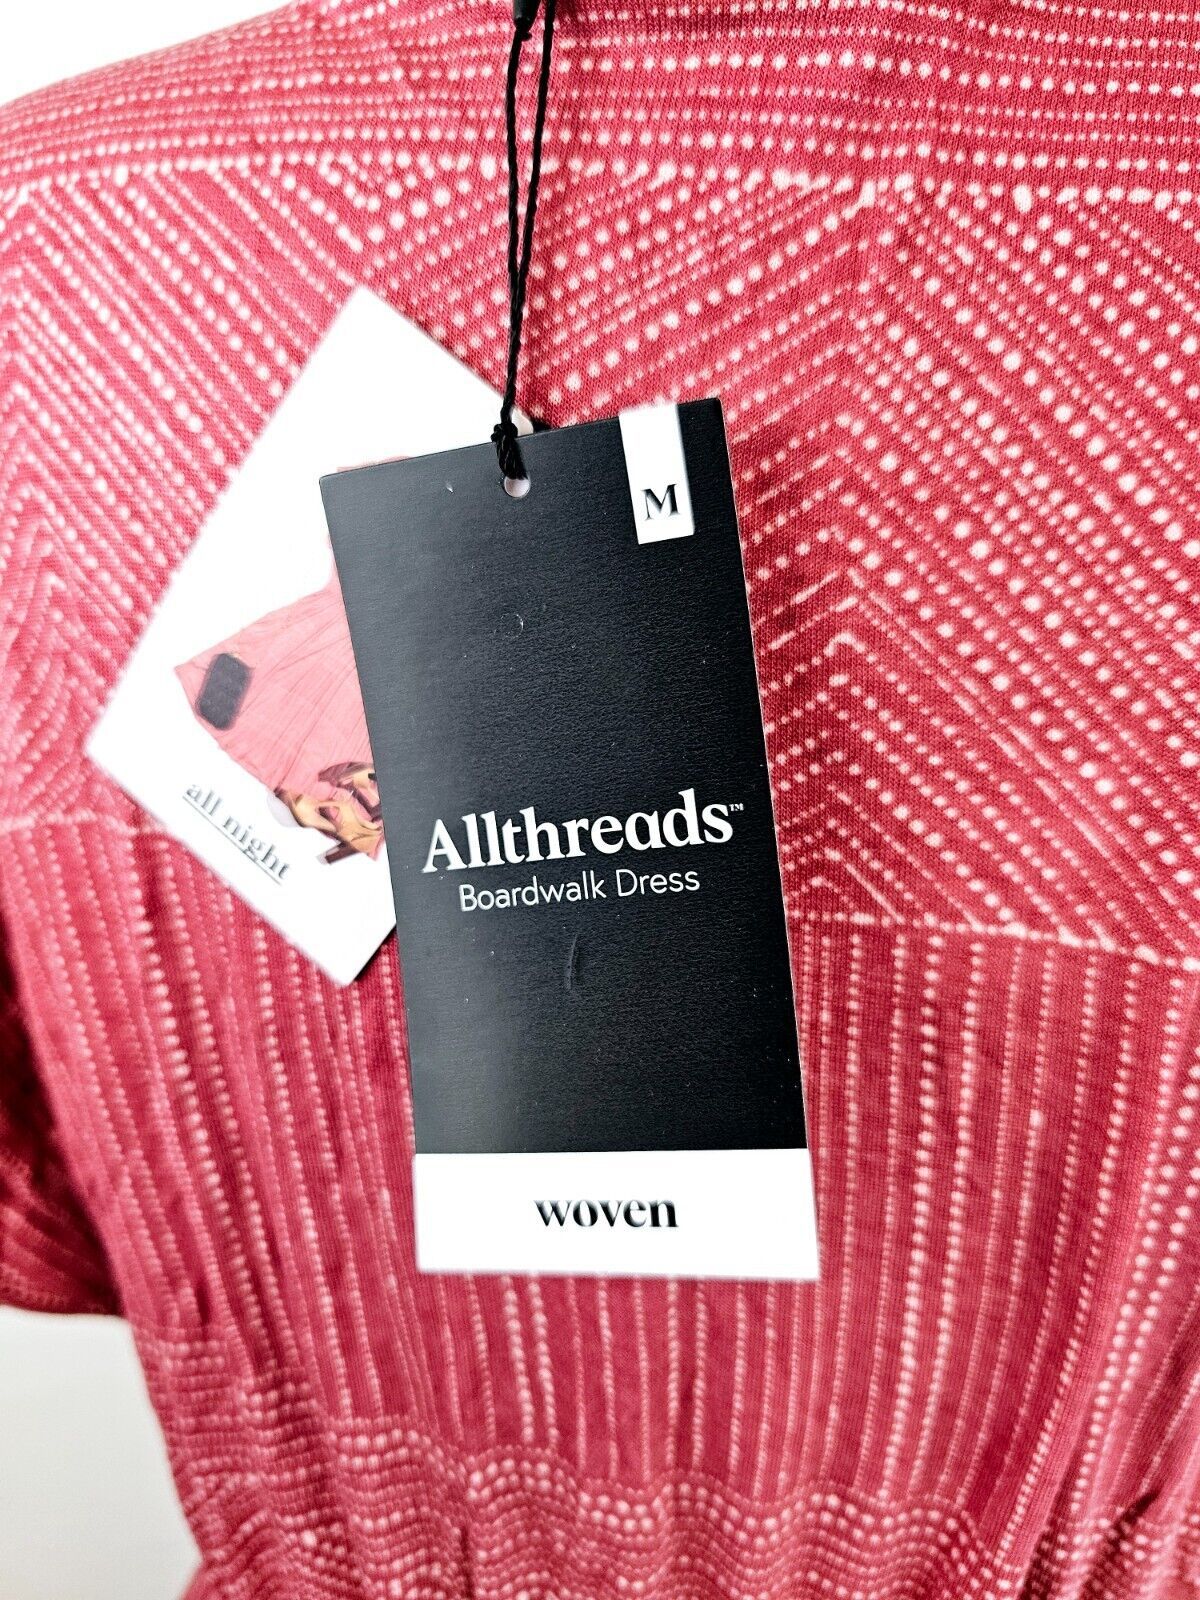 M
Allthreads™
Boardwalk Dress
all night
woven